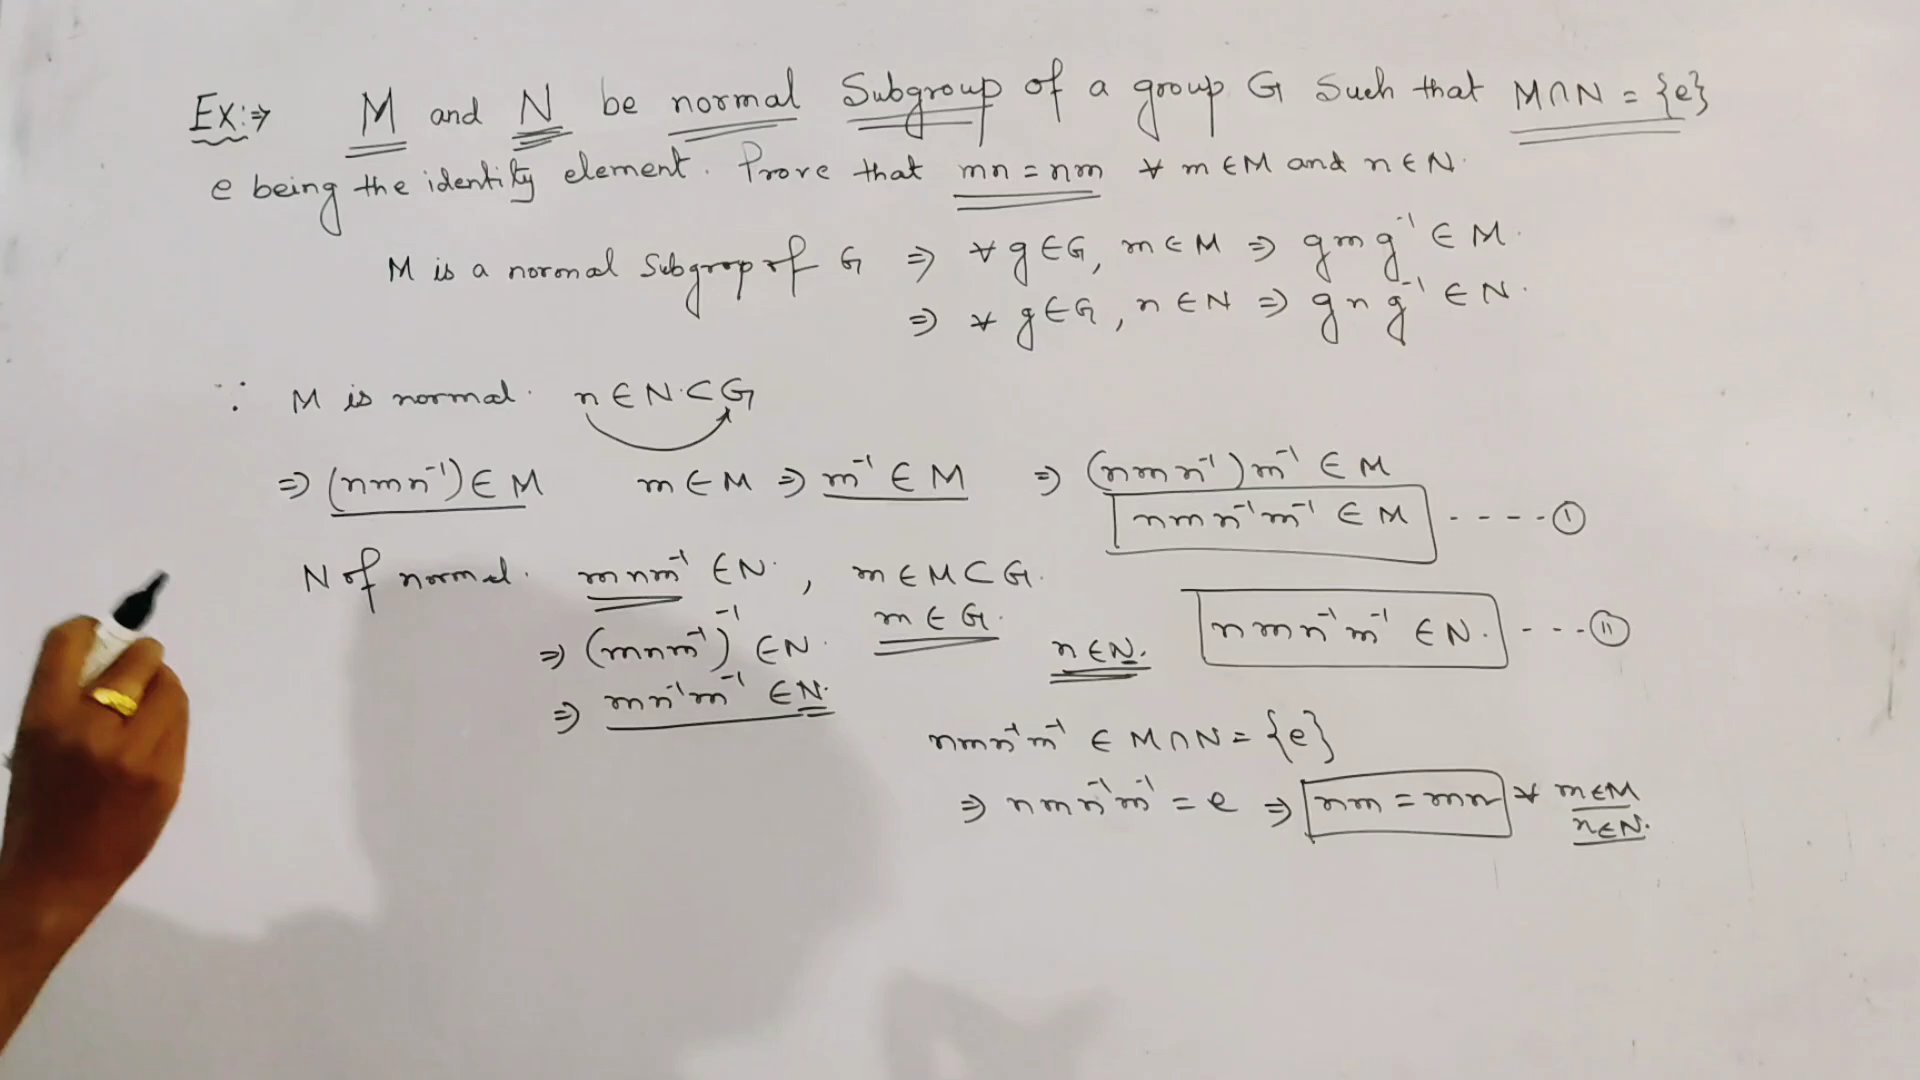 Ex:⇒ M and N be normal Subgroup of a group G Such that M∩N = {e}
e being the identity element. Prove that mn = nm ∀ m∈M and n∈N.
M is a normal Subgrop of G ⇒ ∀ g∈G, m∈M ⇒ gmg⁻¹ ∈ M.
⇒ ∀ g∈G, n∈N ⇒ gng⁻¹ ∈ N.
∵ M is normal. n∈N⊂G
⇒ (nmn⁻¹)∈M m∈M ⇒ m⁻¹∈M ⇒ (nmn⁻¹)m⁻¹ ∈ M
nmn⁻¹m⁻¹ ∈ M ----- ①
N of normal. mnm⁻¹ ∈N. , m∈M⊂G.
m∈G.
⇒ (mnm⁻¹)⁻¹ ∈N. n∈N. nmn⁻¹m⁻¹ ∈N. --- ⑪
⇒ mn⁻¹m⁻¹ ∈N.
nmn⁻¹m⁻¹ ∈ M∩N = {e}
⇒ nmn⁻¹m⁻¹ = e ⇒ nm = mn ∀ m∈M
n∈N.